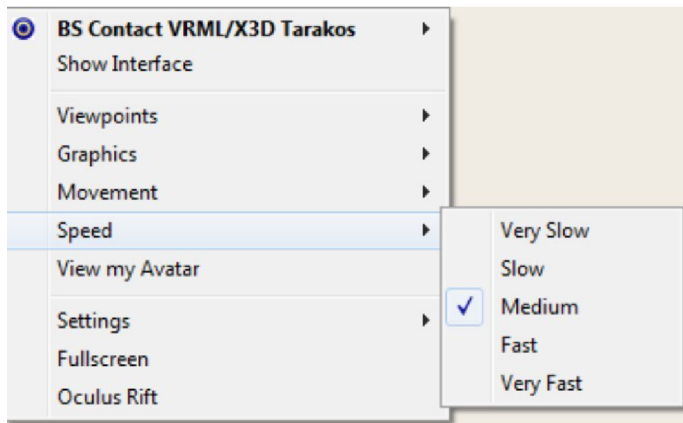 BS Contact VRML/X3D Tarakos
Show Interface
Viewpoints
Graphics
Movement
Speed
View my Avatar
Settings
Fullscreen
Oculus Rift
Very Slow
Slow
Medium
Fast
Very Fast